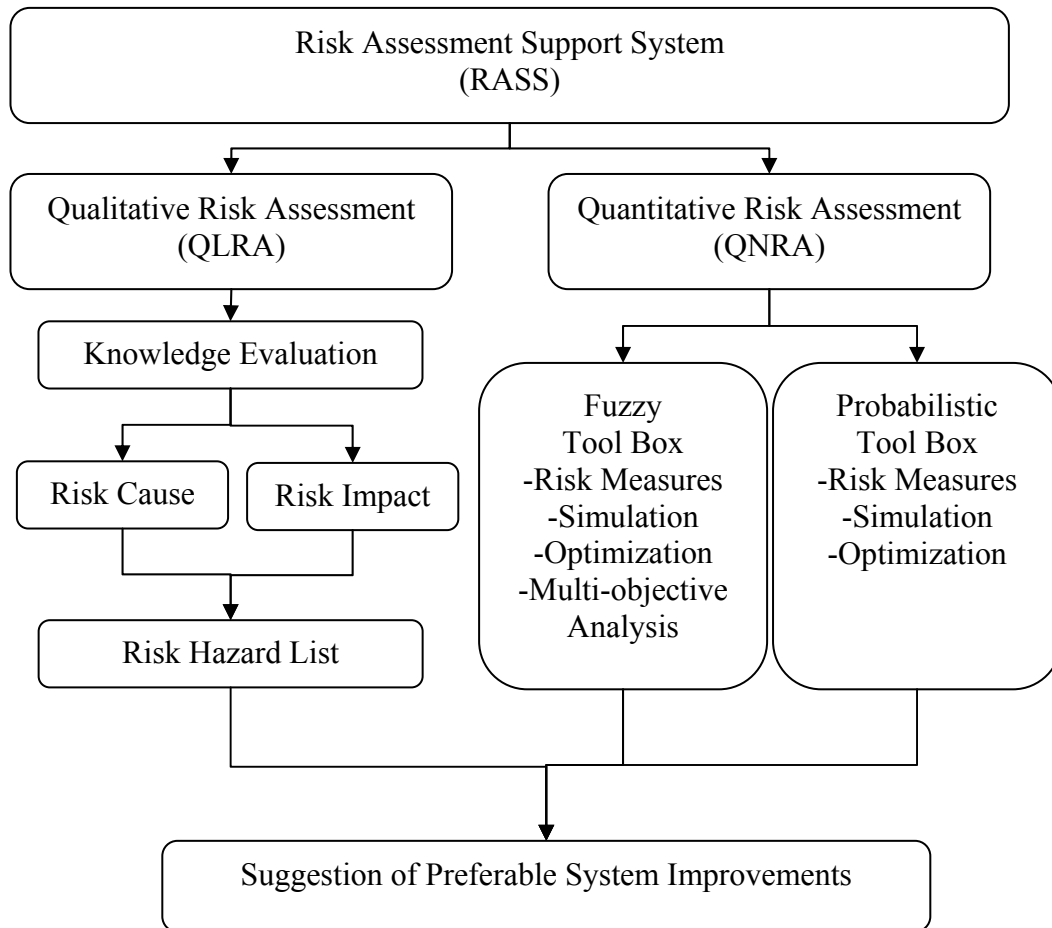 Risk Assessment Support System
(RASS)
Qualitative Risk Assessment
(QLRA)
Quantitative Risk Assessment
(QNRA)
Knowledge Evaluation
Risk Cause
Risk Impact
Risk Hazard List
Fuzzy
Tool Box
-Risk Measures
-Simulation
-Optimization
-Multi-objective
Analysis
Probabilistic
Tool Box
-Risk Measures
-Simulation
-Optimization
Suggestion of Preferable System Improvements